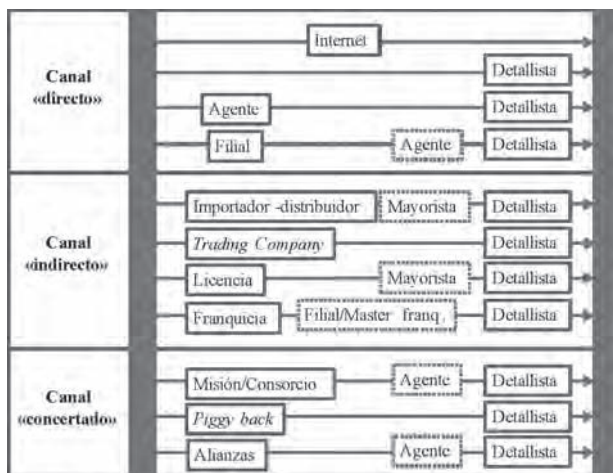 Canal
«directo»
Internet
Detallista
Agente Detallista
Filial Agente Detallista
Canal
«indirecto»
Importador -distribuidor Mayorista Detallista
Trading Company Detallista
Licencia Mayorista Detallista
Franquicia Filial/Master franq. Detallista
Canal
«concertado»
Misión/Consorcio Agente Detallista
Piggy back Detallista
Alianzas Agente Detallista